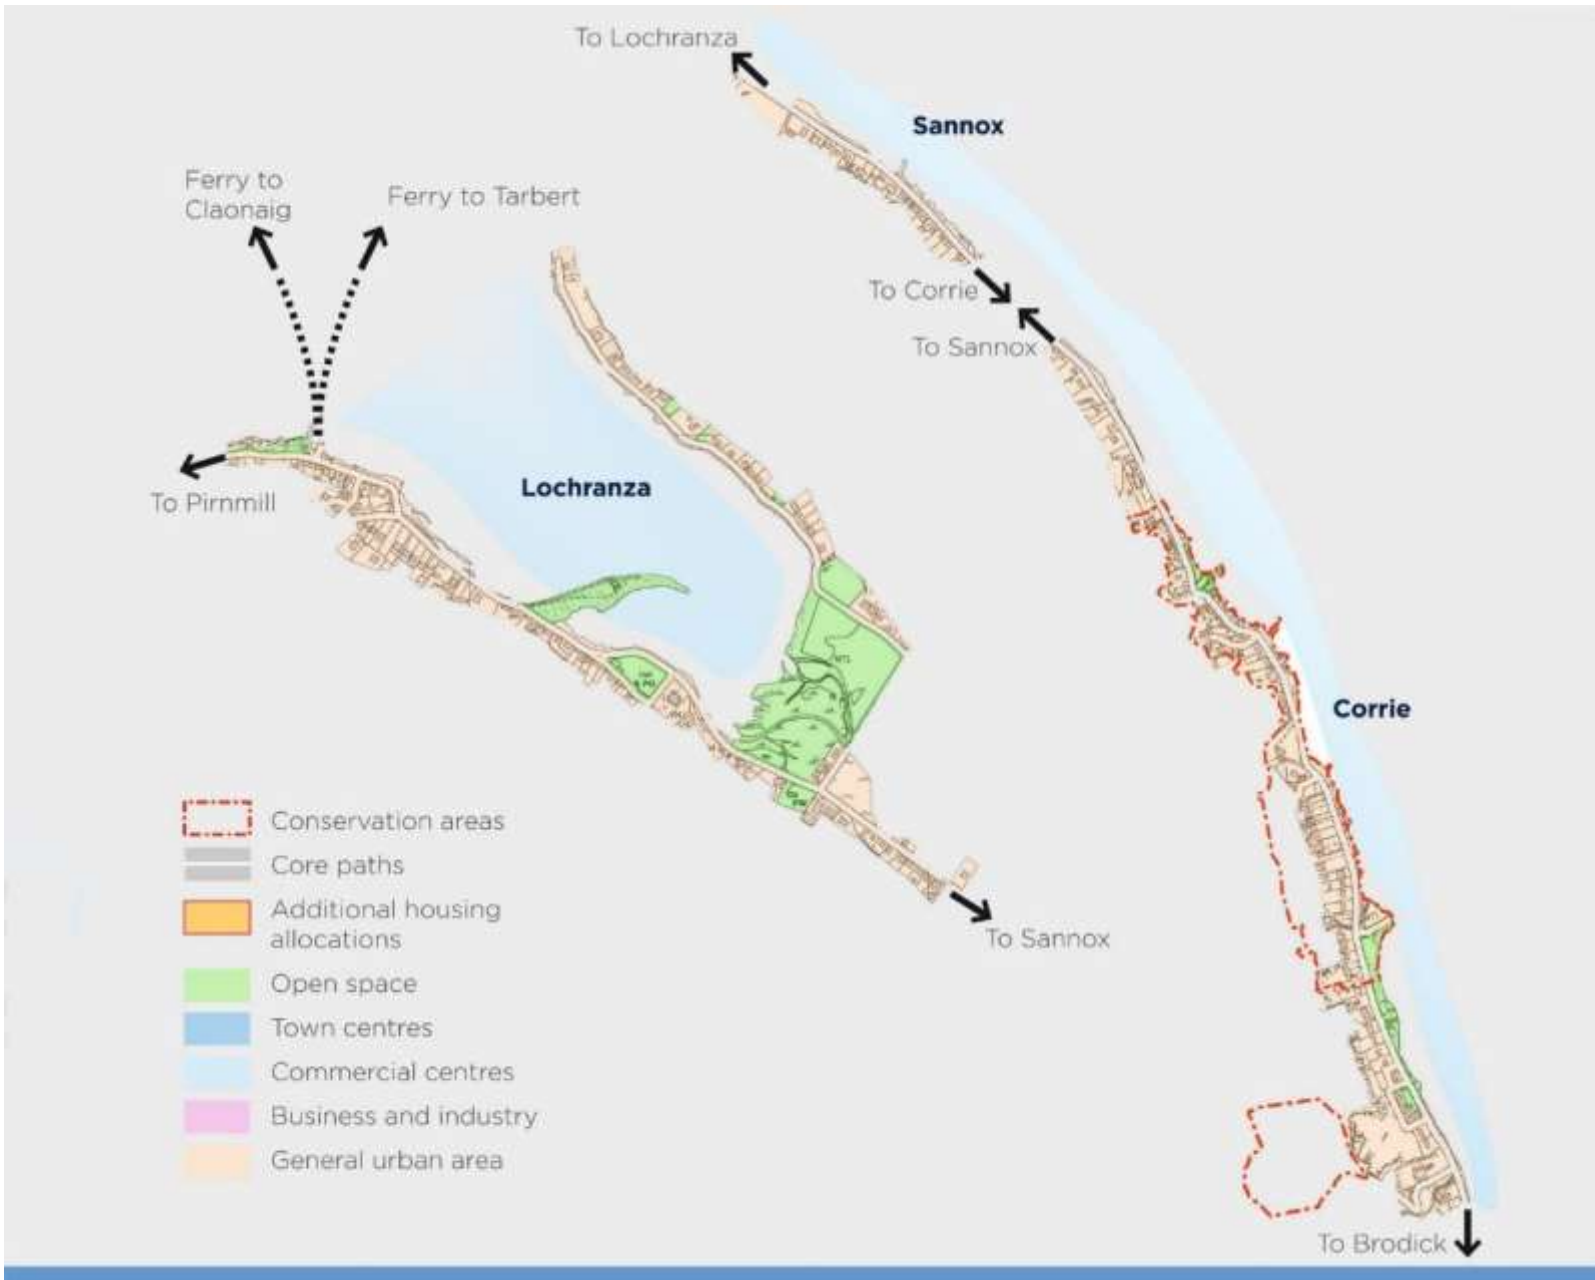 To Lochranza
Sannox
Ferry to
Claonaig
Ferry to Tarbert
To Corrie
To Sannox
Lochranza
To Pirnmill
Corrie
Conservation areas
Core paths
Additional housing
allocations
To Sannox
Open space
Town centres
Commercial centres
Business and industry
General urban area
To Brodick